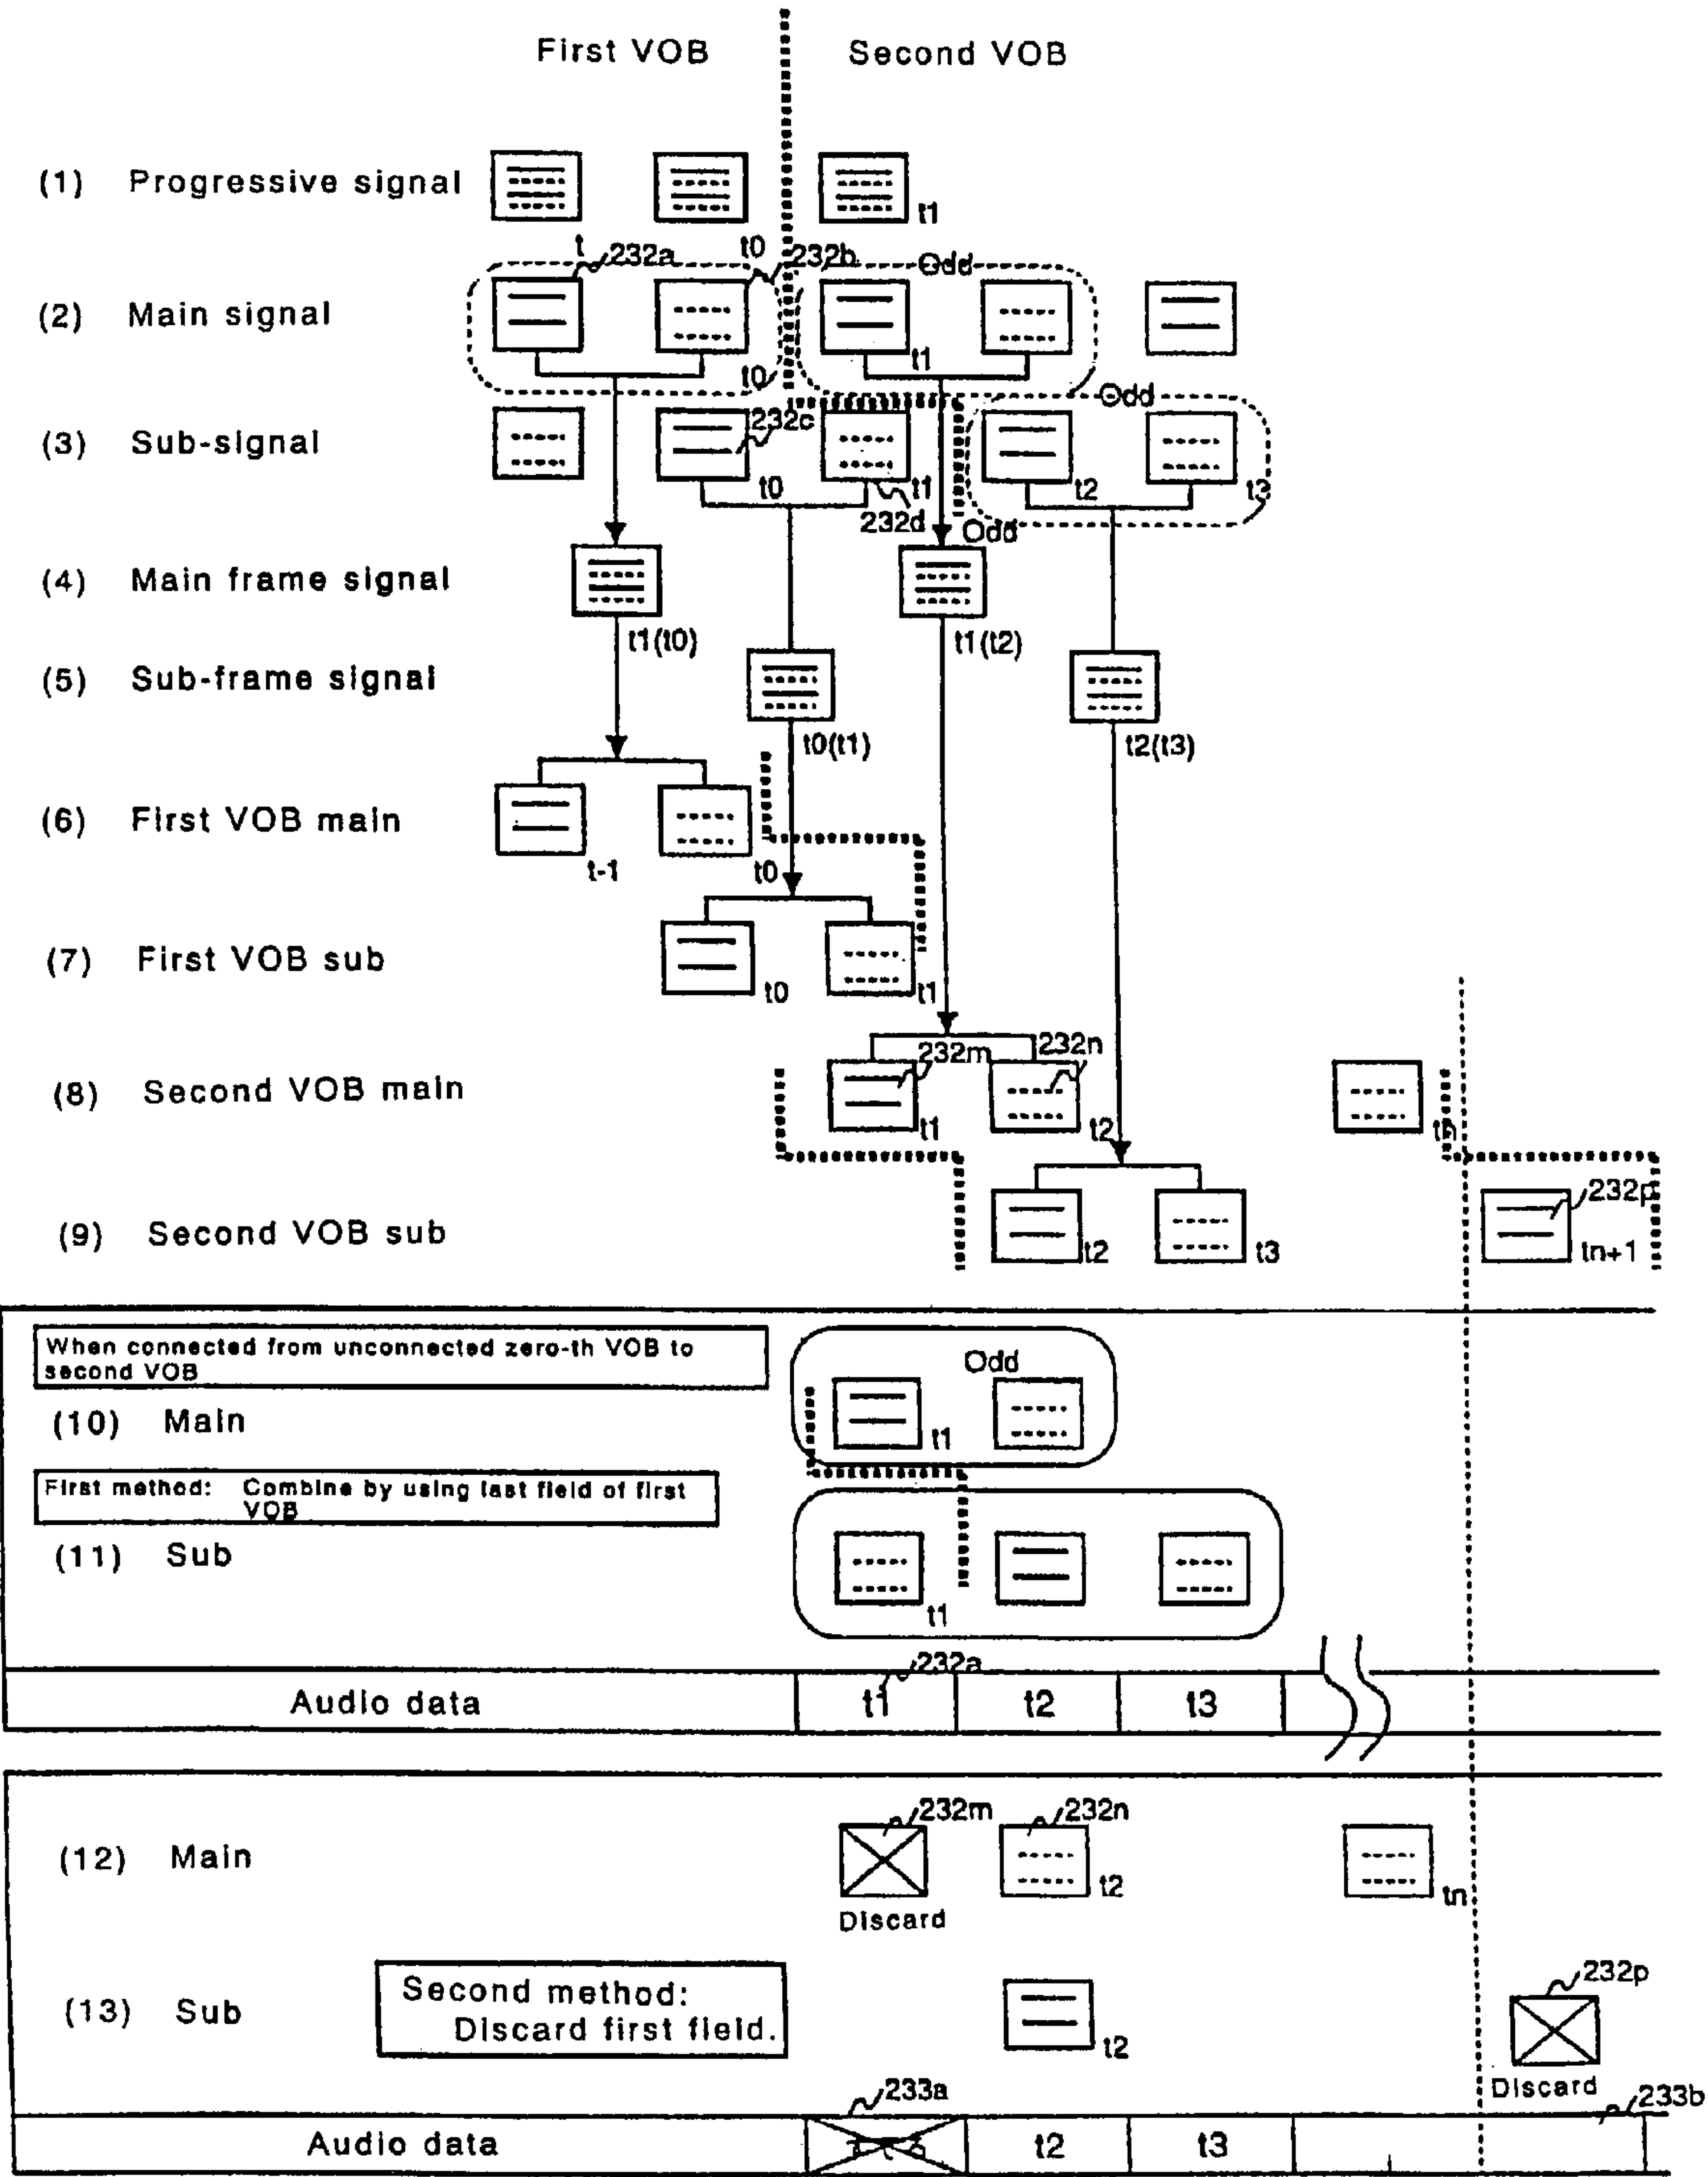 First VOB
Second VOB
(1) Progressive signal
t1
t
232a
t0
232b
Odd
(2) Main signal
t0
t1
Odd
(3) Sub-signal
232c
t0
t1
232d
t2
t3
Odd
(4) Main frame signal
t1(t0)
t1(t2)
(5) Sub-frame signal
t0(t1)
t2(t3)
(6) First VOB main
t-1
t0
(7) First VOB sub
t0
t1
232m
232n
(8) Second VOB main
t1
t2
tn
232p
(9) Second VOB sub
t2
t3
tn+1
When connected from unconnected zero-th VOB to
second VOB
Odd
(10) Main
t1
First method: Combine by using last field of first
VOB
(11) Sub
t1
232a
Audio data t1 t2 t3
232m
232n
(12) Main
t2
tn
Discard
232p
(13) Sub
Second method:
Discard first field.
t2
Discard
233a
233b
Audio data t2 t3